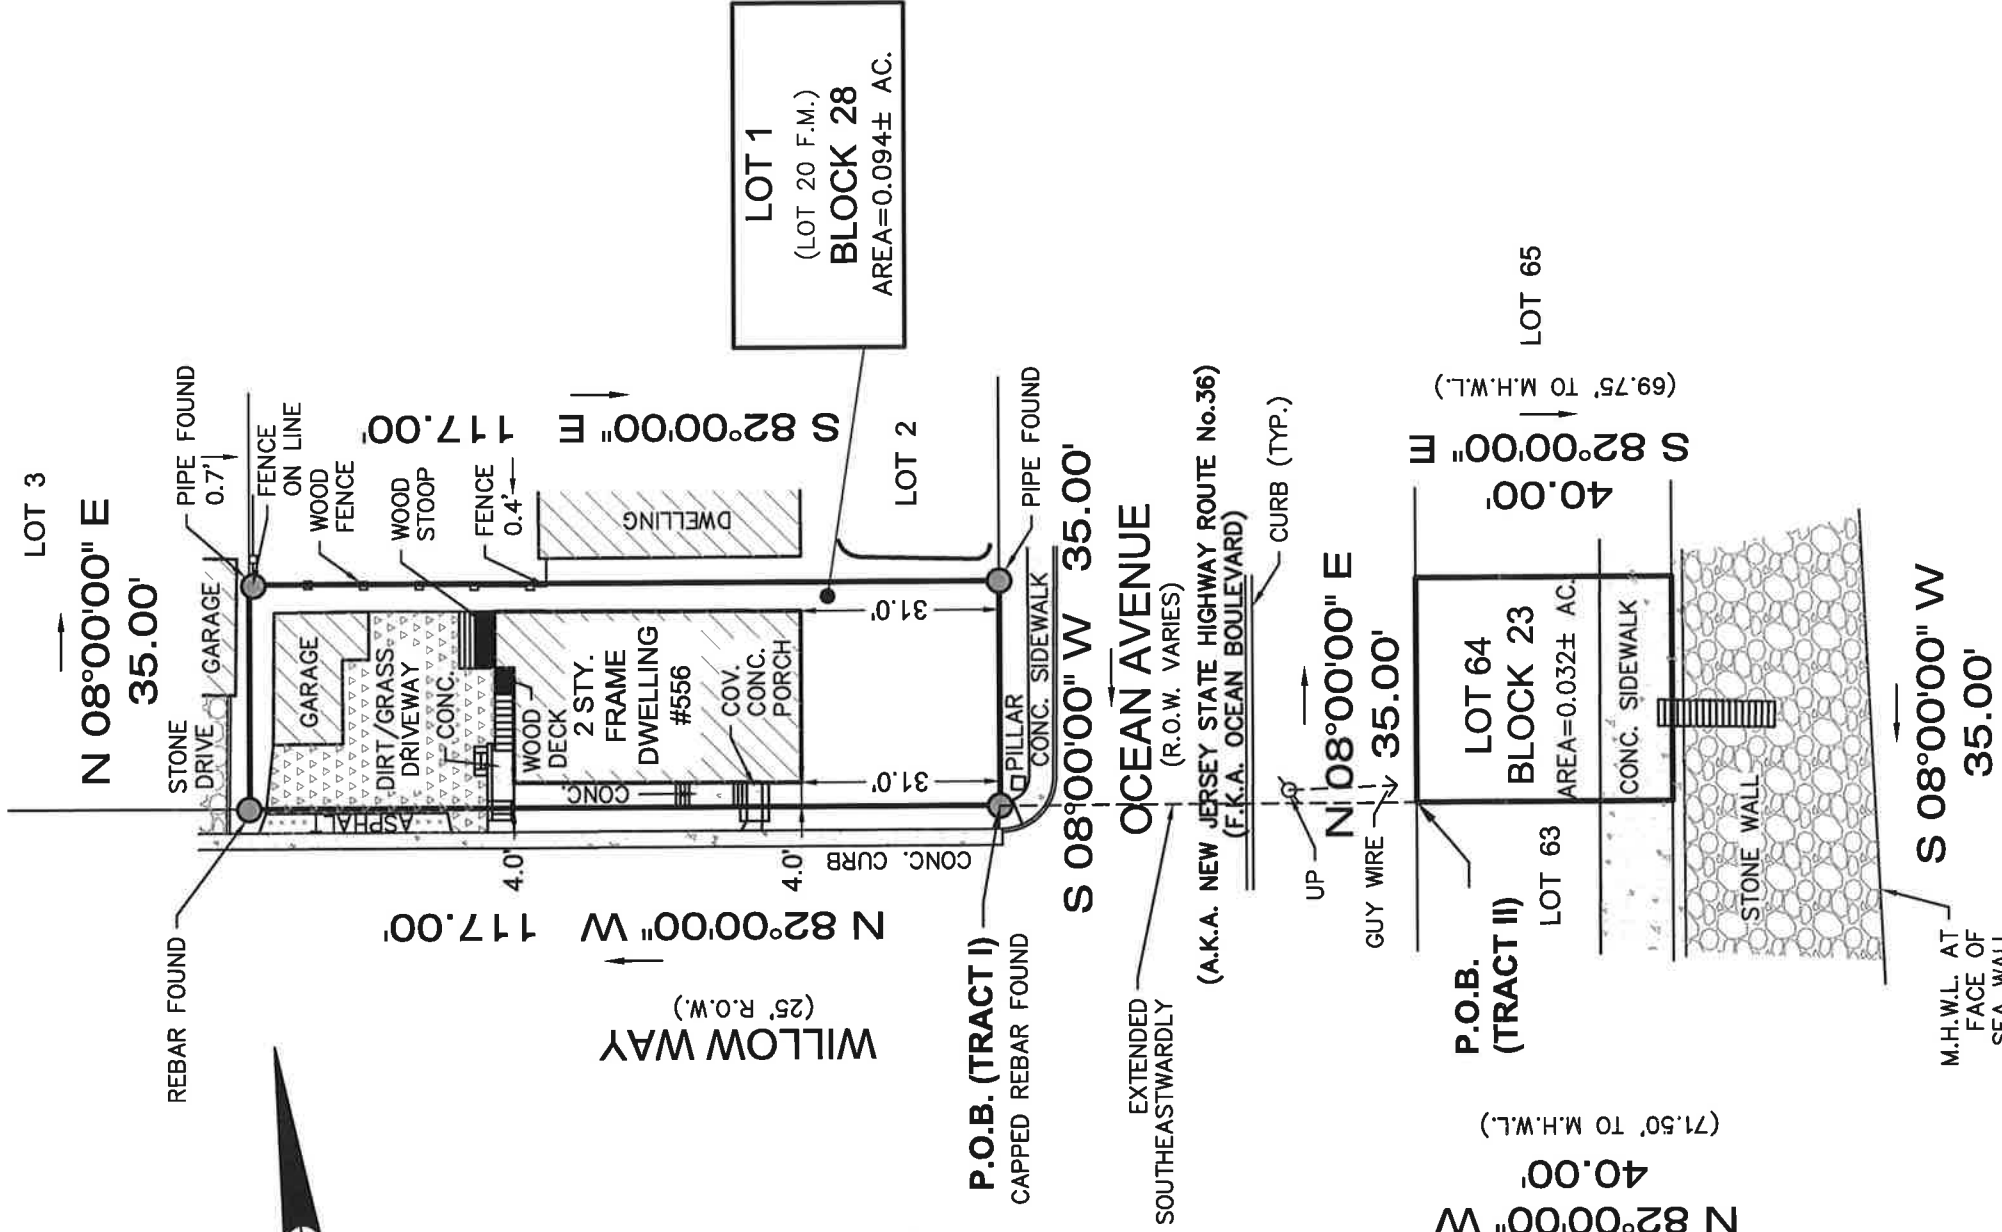 LOT 3
N 08°00'00" E
35.00'
STONE
DRIVE
GARAGE
PIPE FOUND
0.7'
FENCE
ON LINE
WOOD
FENCE
WOOD
STOOP
FENCE
0.4'
117.00'
S 82°00'00" E
LOT 1
(LOT 20 F.M.)
BLOCK 28
AREA=0.094± AC.
REBAR FOUND
GARAGE
DIRT/GRASS
DRIVEWAY
CONC.
ASPHALT
WOOD
DECK
2 STY.
FRAME
DWELLING
#556
COV.
CONC.
PORCH
CONC.
DWELLING
LOT 2
4.0'
4.0'
31.0'
31.0'
CONC. CURB
N 82°00'00" W
117.00'
WILLOW WAY
(25' R.O.W.)
P.O.B. (TRACT I)
CAPPED REBAR FOUND
PILLAR
CONC. SIDEWALK
PIPE FOUND
S 08°00'00" W
35.00'
OCEAN AVENUE
(R.O.W. VARIES)
(A.K.A. NEW JERSEY STATE HIGHWAY ROUTE No.36)
(F.K.A. OCEAN BOULEVARD)
CURB (TYP.)
EXTENDED
SOUTHEASTWARDLY
UP
GUY WIRE
N 08°00'00" E
35.00'
P.O.B.
(TRACT II)
LOT 63
LOT 64
BLOCK 23
AREA=0.032± AC.
CONC. SIDEWALK
LOT 65
S 82°00'00" E
40.00'
(69.75' TO M.H.W.L.)
STONE WALL
S 08°00'00" W
35.00'
M.H.W.L. AT
FACE OF
SEA WALL
N 82°00'00" W
40.00'
(71.50' TO M.H.W.L.)